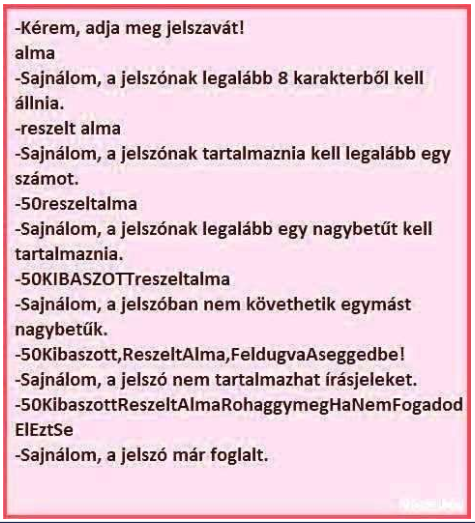 -Kérem, adja meg jelszavát!
alma
-Sajnálom, a jelszónak legalább 8 karakterből kell
állnia.
-reszelt alma
-Sajnálom, a jelszónak tartalmaznia kell legalább egy
számot.
-50reszeltalma
-Sajnálom, a jelszónak legalább egy nagybetűt kell
tartalmaznia.
-50KIBASZOTTreszeltalma
-Sajnálom, a jelszóban nem követhetik egymást
nagybetűk.
-50Kibaszott,ReszeltAlma,FeldugvaAseggedbe!
-Sajnálom, a jelszó nem tartalmazhat írásjeleket.
-50KibaszottReszeltAlmaRohaggymegHaNemFogadod
ElEztSe
-Sajnálom, a jelszó már foglalt.